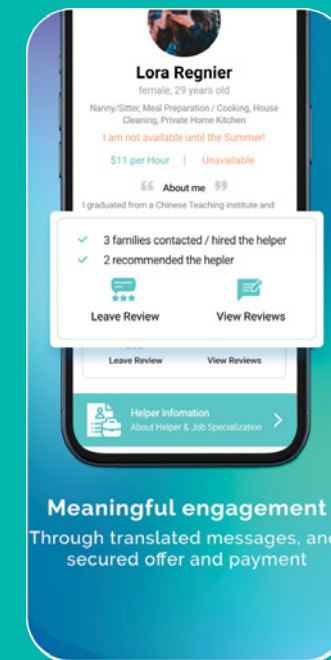 Lora Regnier
female, 29 years old
Nanny/Sitter, Meal Preparation / Cooking, House
Cleaning, Private Home Kitchen
I am not available until the Summer!
$11 per Hour | Unavailable
About me
I graduated from a Chinese Teaching institute and
3 families contacted / hired the helper
2 recommended the hepler
Leave Review View Reviews
Leave Review View Reviews
Helper Infomation
About Helper & Job Specialization
Meaningful engagement
Through translated messages, and
secured offer and payment